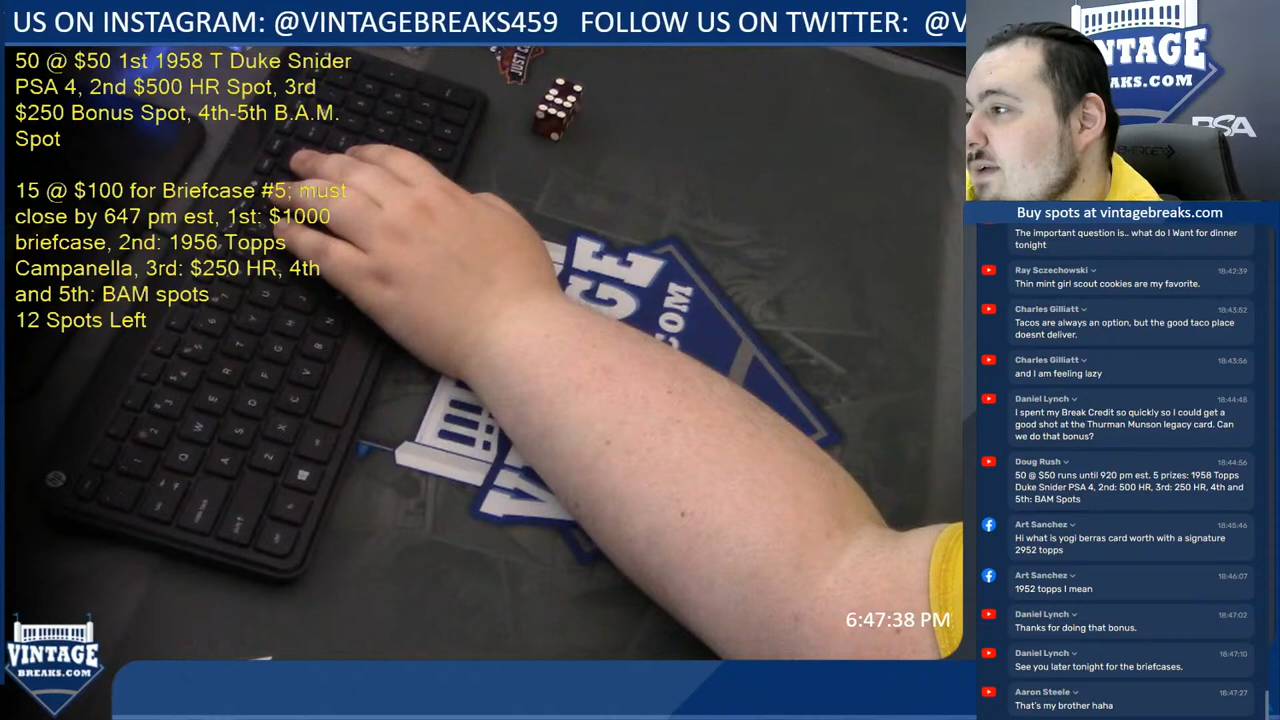 US ON INSTAGRAM: @VINTAGEBREAKS459 FOLLOW US ON TWITTER: @V
50 @ $50 1st 1958 T Duke Snider
PSA 4, 2nd $500 HR Spot, 3rd
$250 Bonus Spot, 4th-5th B.A.M.
Spot
15 @ $100 for Briefcase #5; must
close by 647 pm est, 1st: $1000
briefcase, 2nd: 1956 Topps
Campanella, 3rd: $250 HR, 4th
and 5th: BAM spots
12 Spots Left
JUST
GE
.COM
V
6:47:38 PM
VINTAGE
BREAKS.COM
NTAGE
KS.COM
PSA
Buy spots at vintagebreaks.com
The important question is.. what do I Want for dinner
tonight
Ray Sczechowski 18:42:39
Thin mint girl scout cookies are my favorite.
Charles Gilliatt 18:43:52
Tacos are always an option, but the good taco place
doesnt deliver.
Charles Gilliatt 18:43:56
and I am feeling lazy
Daniel Lynch 18:44:48
I spent my Break Credit so quickly so I could get a
good shot at the Thurman Munson legacy card. Can
we do that bonus?
Doug Rush 18:44:56
50 @ $50 runs until 920 pm est. 5 prizes: 1958 Topps
Duke Snider PSA 4, 2nd: 500 HR, 3rd: 250 HR, 4th and
5th: BAM Spots
Art Sanchez 18:45:46
Hi what is yogi berras card worth with a signature
2952 topps
Art Sanchez 18:46:07
1952 topps I mean
Daniel Lynch 18:47:02
Thanks for doing that bonus.
Daniel Lynch 18:47:10
See you later tonight for the briefcases.
Aaron Steele 18:47:27
That's my brother haha